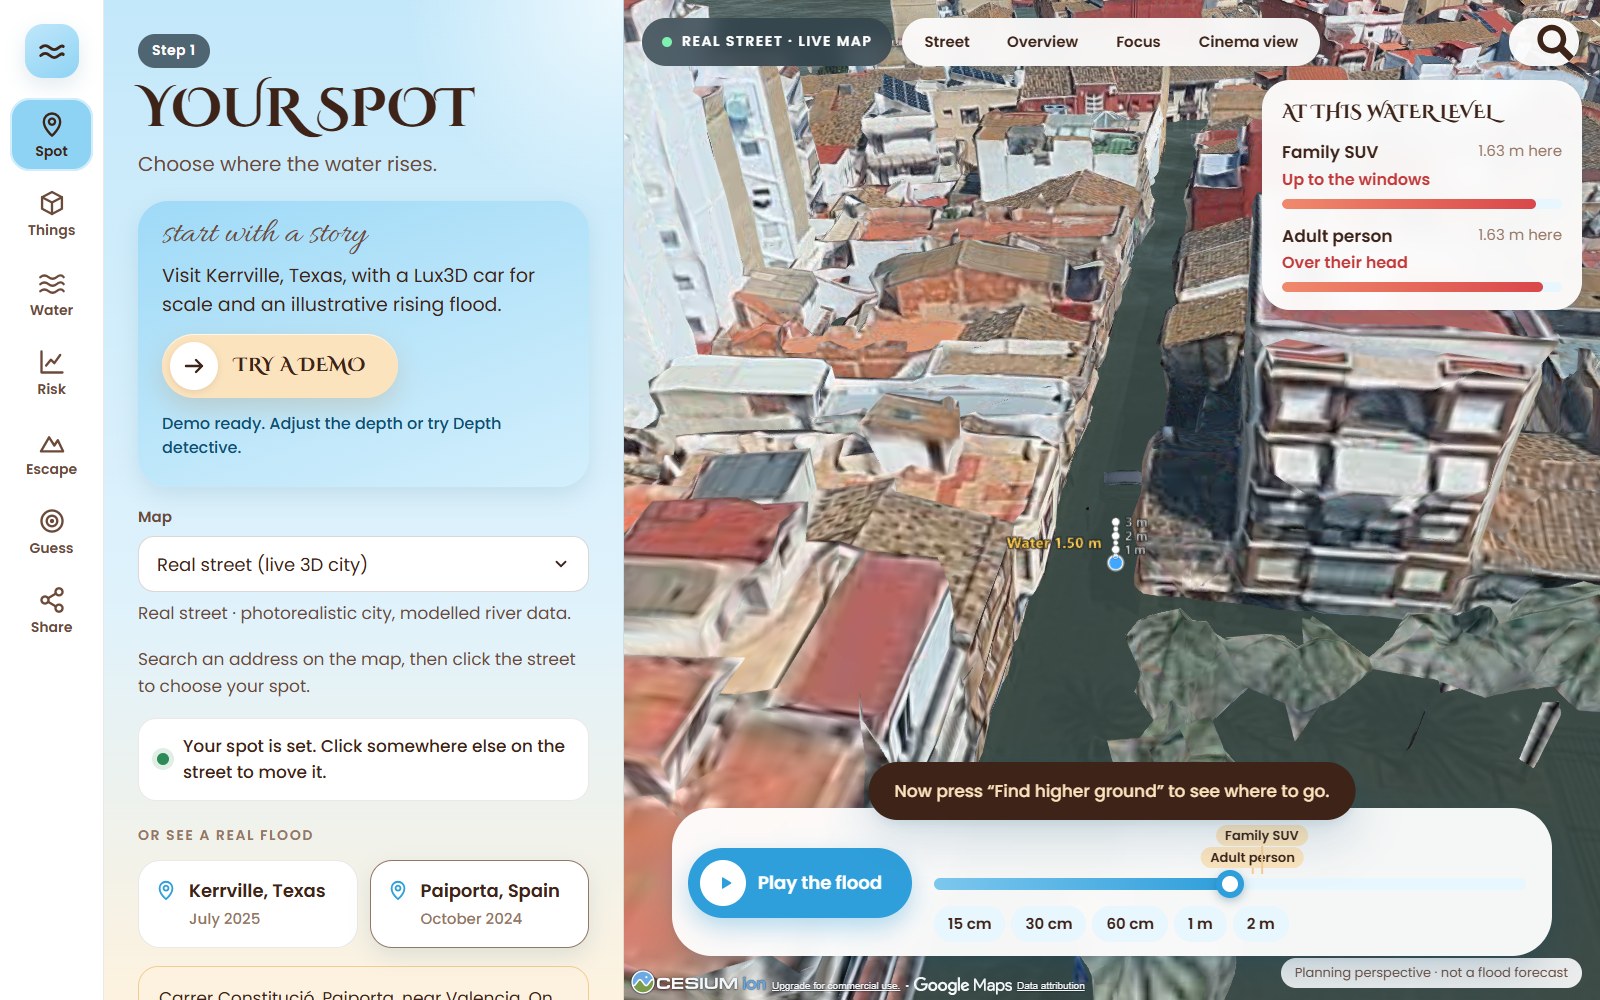 Spot
Things
Water
Risk
Escape
Guess
Share
Step 1
YOUR SPOT
Choose where the water rises.
start with a story
Visit Kerrville, Texas, with a Lux3D car for
scale and an illustrative rising flood.
TRY A DEMO
Demo ready. Adjust the depth or try Depth
detective.
Map
Real street (live 3D city)
Real street · photorealistic city, modelled river data.
Search an address on the map, then click the street
to choose your spot.
Your spot is set. Click somewhere else on the
street to move it.
OR SEE A REAL FLOOD
Kerrville, Texas
July 2025
Paiporta, Spain
October 2024
Carrer Constitució, Paiporta, near Valencia. On
REAL STREET · LIVE MAP
Street Overview Focus Cinema view
AT THIS WATER LEVEL
Family SUV 1.63 m here
Up to the windows
Adult person 1.63 m here
Over their head
3 m
2 m
Water 1.50 m
1 m
Now press “Find higher ground” to see where to go.
Family SUV
Adult person
Play the flood
15 cm 30 cm 60 cm 1 m 2 m
Planning perspective · not a flood forecast
CESIUM ion Upgrade for commercial use. · Google Maps Data attribution